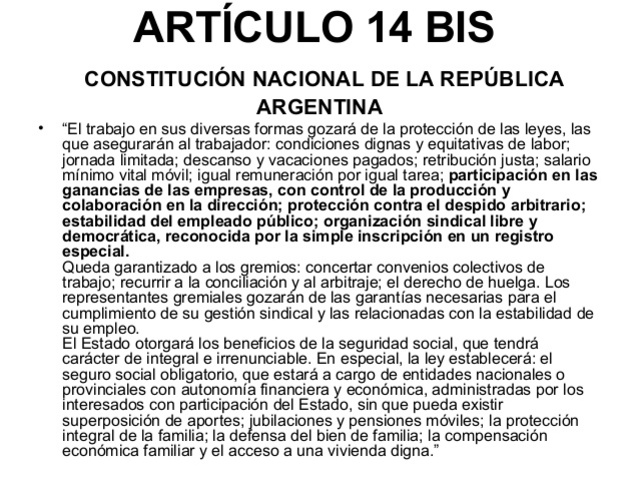 ARTÍCULO 14 BIS
CONSTITUCIÓN NACIONAL DE LA REPÚBLICA
ARGENTINA
• “El trabajo en sus diversas formas gozará de la protección de las leyes, las
que asegurarán al trabajador: condiciones dignas y equitativas de labor;
jornada limitada; descanso y vacaciones pagados; retribución justa; salario
mínimo vital móvil; igual remuneración por igual tarea; participación en las
ganancias de las empresas, con control de la producción y
colaboración en la dirección; protección contra el despido arbitrario;
estabilidad del empleado público; organización sindical libre y
democrática, reconocida por la simple inscripción en un registro
especial.
Queda garantizado a los gremios: concertar convenios colectivos de
trabajo; recurrir a la conciliación y al arbitraje; el derecho de huelga. Los
representantes gremiales gozarán de las garantías necesarias para el
cumplimiento de su gestión sindical y las relacionadas con la estabilidad de
su empleo.
El Estado otorgará los beneficios de la seguridad social, que tendrá
carácter de integral e irrenunciable. En especial, la ley establecerá: el
seguro social obligatorio, que estará a cargo de entidades nacionales o
provinciales con autonomía financiera y económica, administradas por los
interesados con participación del Estado, sin que pueda existir
superposición de aportes; jubilaciones y pensiones móviles; la protección
integral de la familia; la defensa del bien de familia; la compensación
económica familiar y el acceso a una vivienda digna.”